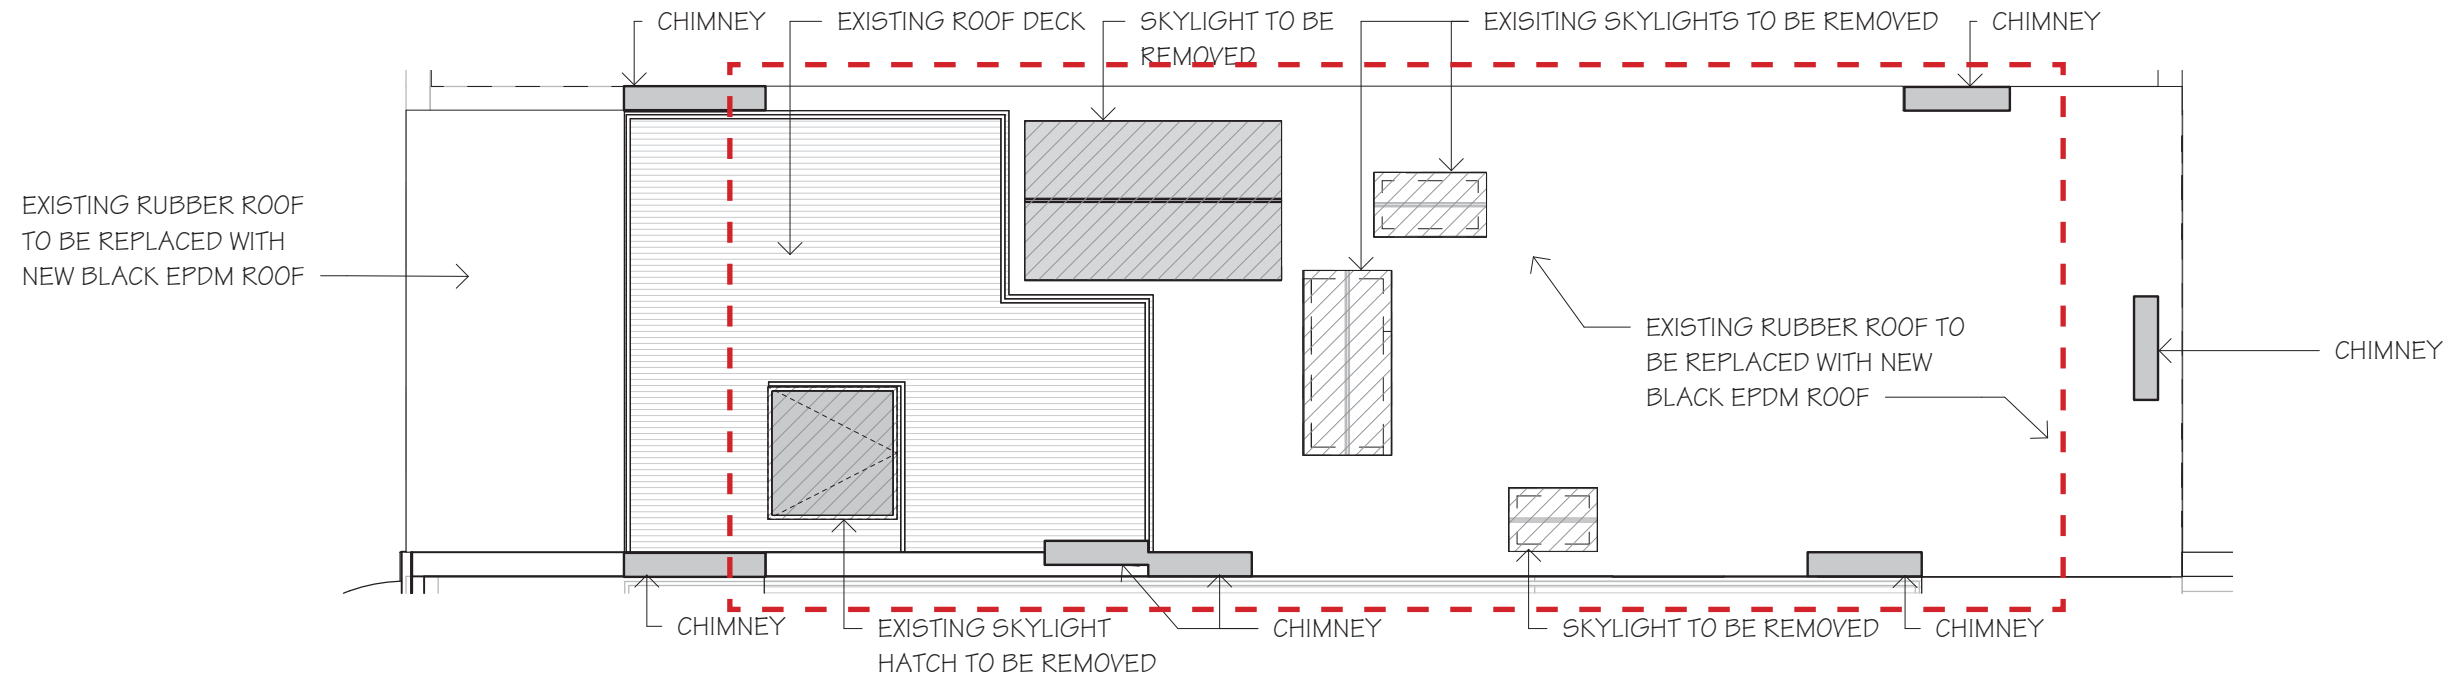 CHIMNEY
EXISTING ROOF DECK
SKYLIGHT TO BE
REMOVED
EXISITING SKYLIGHTS TO BE REMOVED
CHIMNEY
EXISTING RUBBER ROOF
TO BE REPLACED WITH
NEW BLACK EPDM ROOF
EXISTING RUBBER ROOF TO
BE REPLACED WITH NEW
BLACK EPDM ROOF
CHIMNEY
CHIMNEY
EXISTING SKYLIGHT
HATCH TO BE REMOVED
CHIMNEY
SKYLIGHT TO BE REMOVED
CHIMNEY